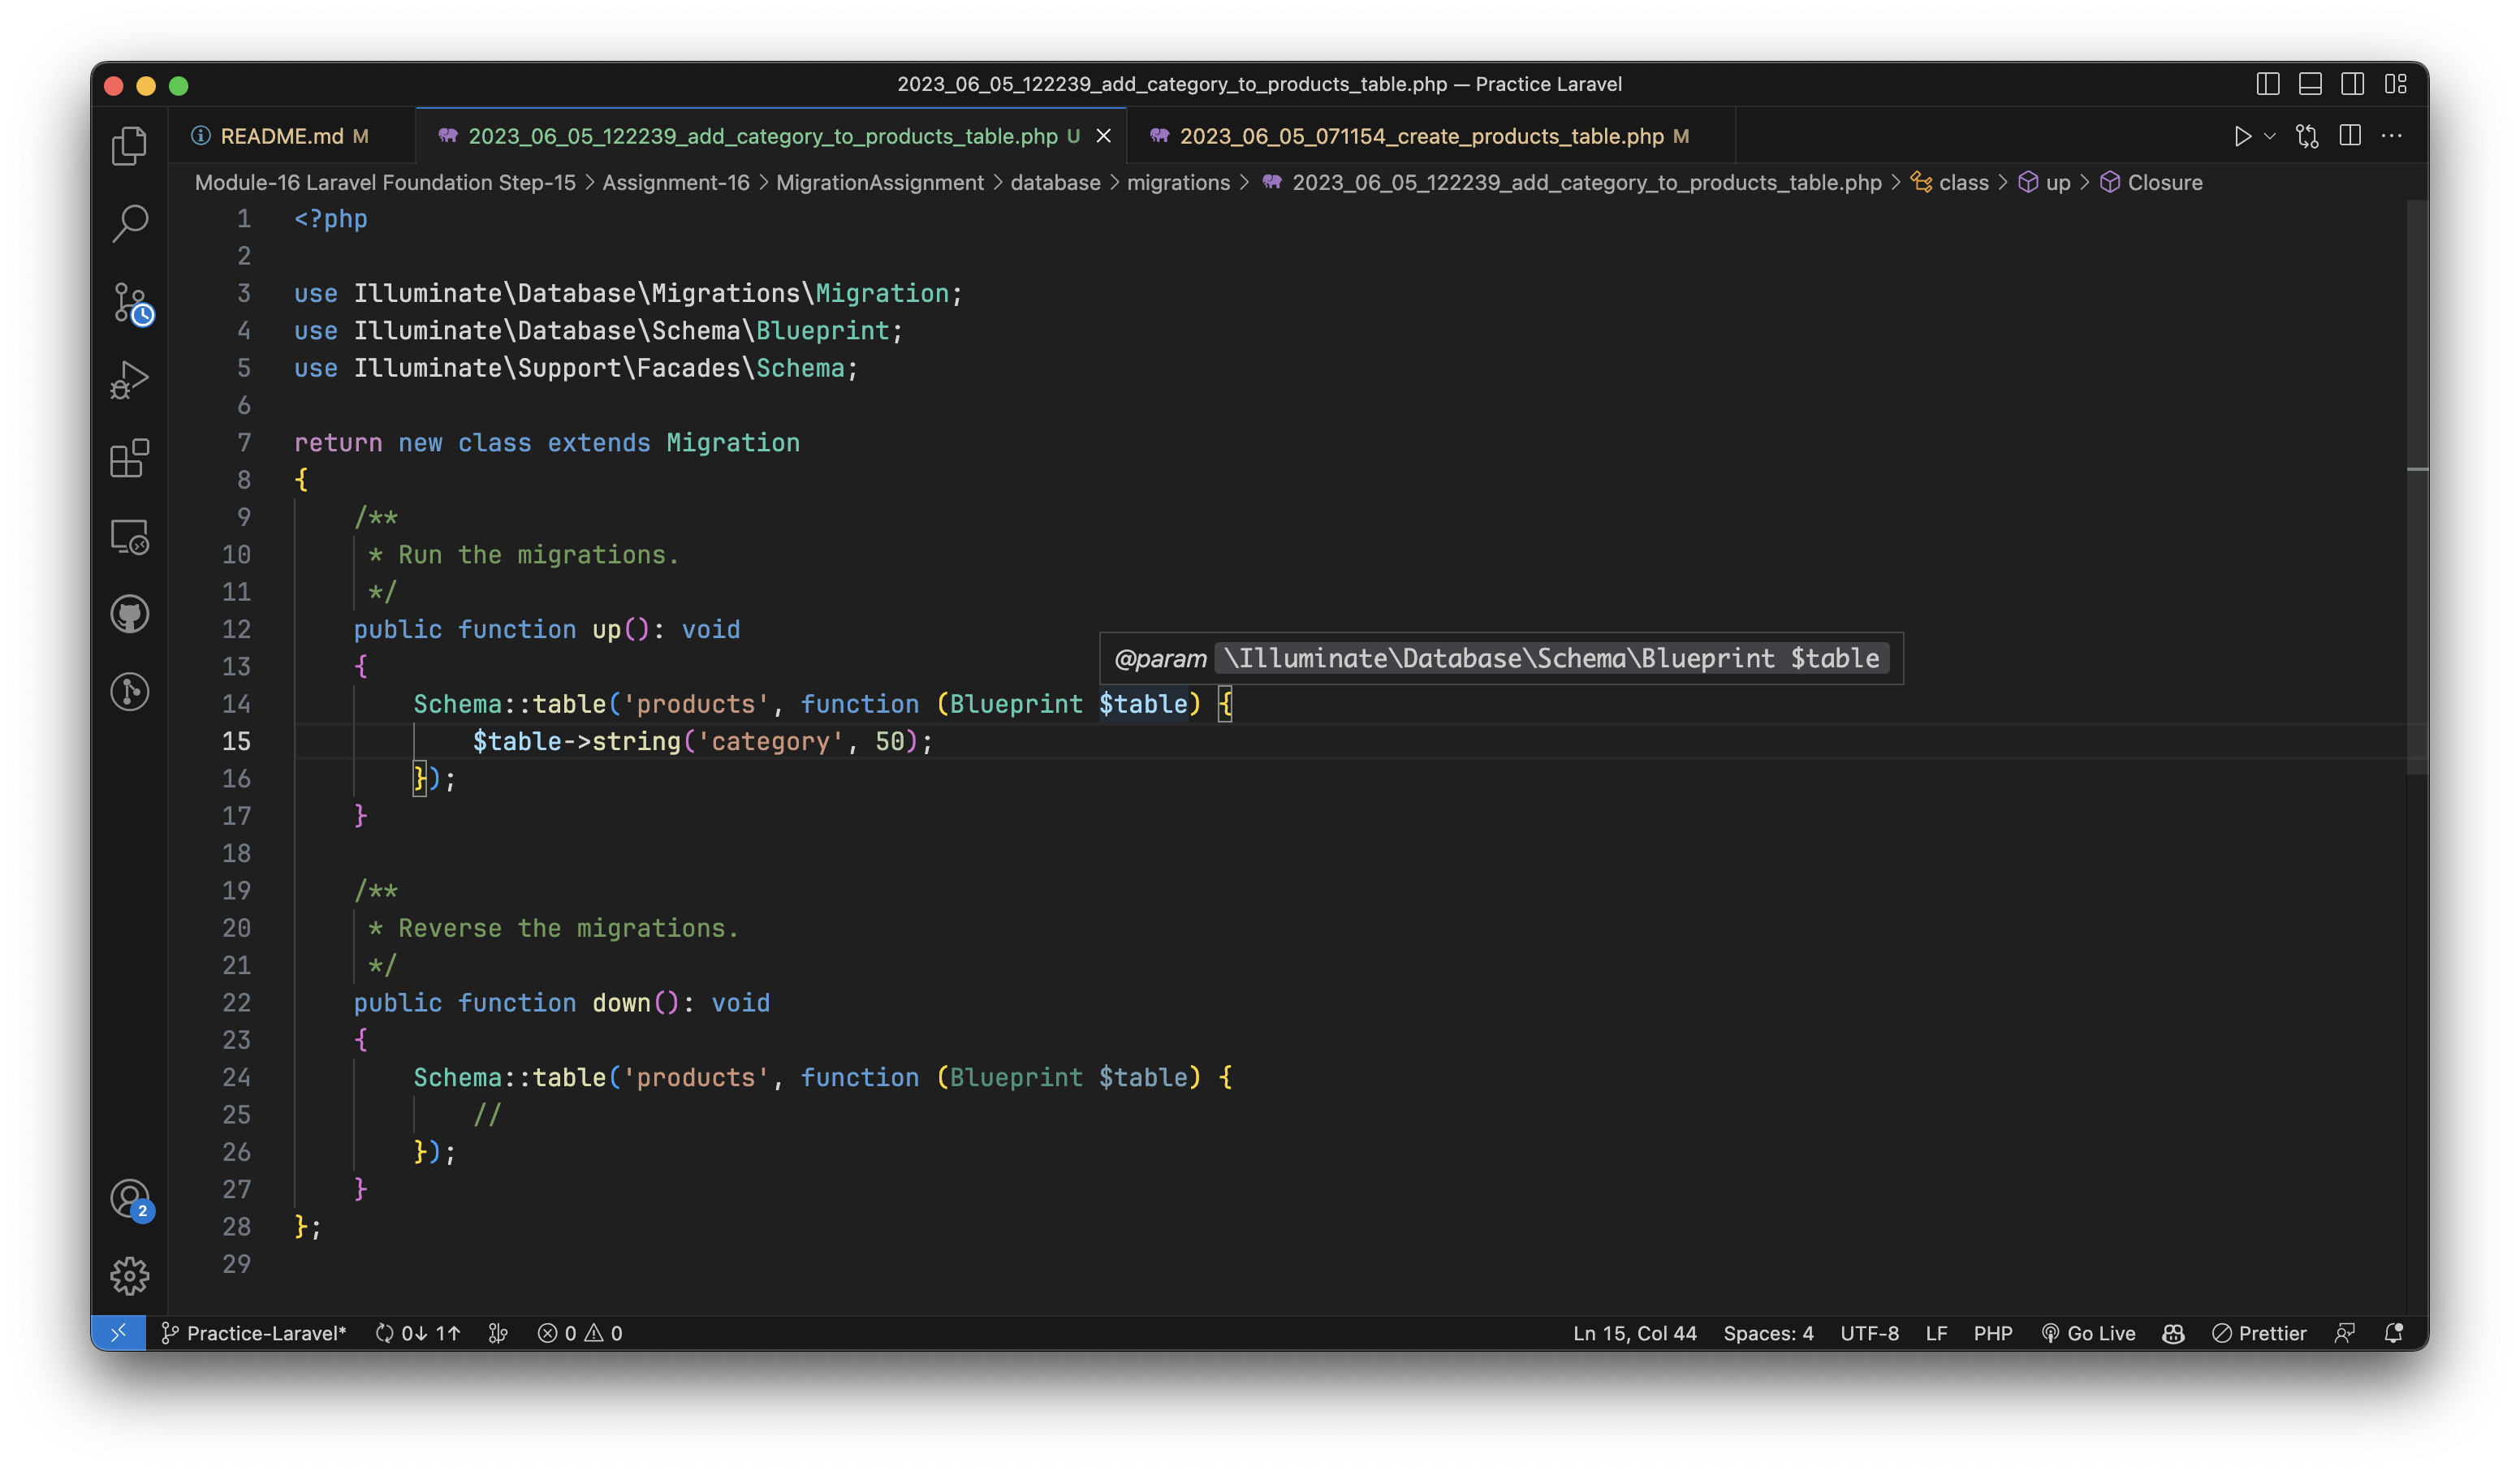 2023_06_05_122239_add_category_to_products_table.php — Practice Laravel
README.md M
2023_06_05_122239_add_category_to_products_table.php U
2023_06_05_071154_create_products_table.php M
Module-16 Laravel Foundation Step-15 > Assignment-16 > MigrationAssignment > database > migrations > 2023_06_05_122239_add_category_to_products_table.php > class > up > Closure
1 <?php
2
3 use Illuminate\Database\Migrations\Migration;
4 use Illuminate\Database\Schema\Blueprint;
5 use Illuminate\Support\Facades\Schema;
6
7 return new class extends Migration
8 {
9 /**
10 * Run the migrations.
11 */
12 public function up(): void
@param \Illuminate\Database\Schema\Blueprint $table
13 {
14 Schema::table('products', function (Blueprint $table) {
15 $table->string('category', 50);
16 });
17 }
18
19 /**
20 * Reverse the migrations.
21 */
22 public function down(): void
23 {
24 Schema::table('products', function (Blueprint $table) {
25 //
26 });
27 }
28 };
29
2
Practice-Laravel* 0↓ 1↑ 0 0 Ln 15, Col 44 Spaces: 4 UTF-8 LF PHP Go Live Prettier